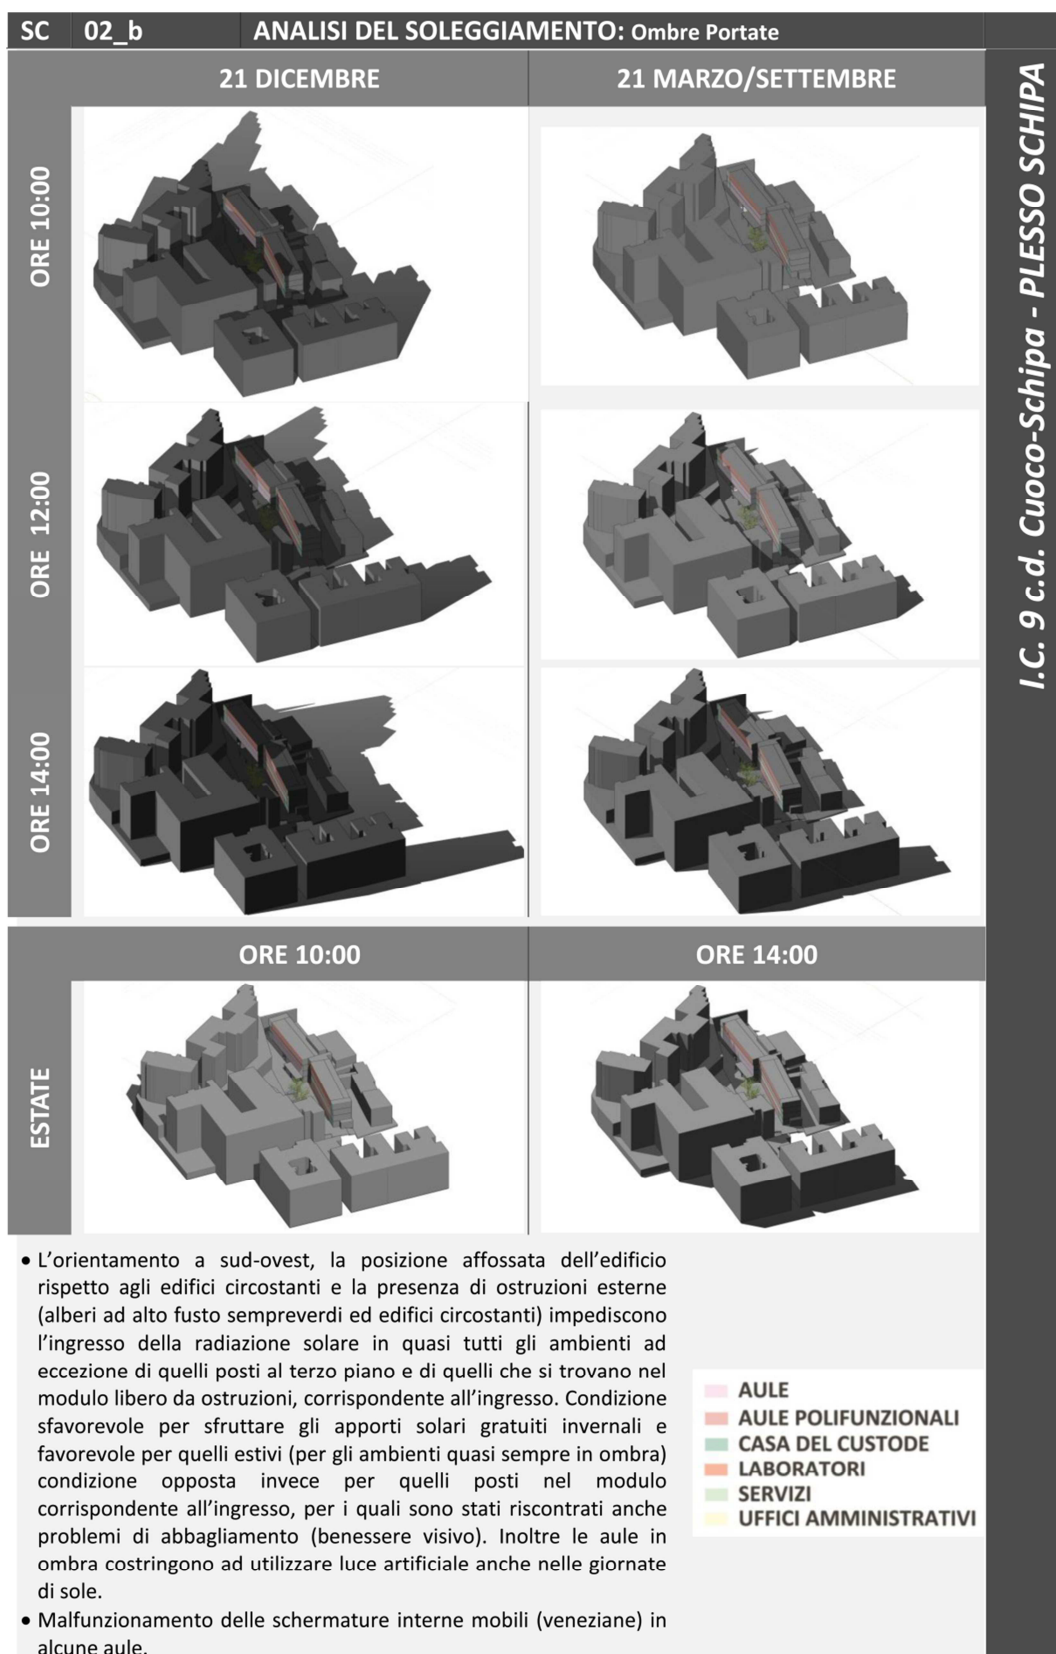 SC 02_b ANALISI DEL SOLEGGIAMENTO: Ombre Portate
21 DICEMBRE 21 MARZO/SETTEMBRE
ORE 10:00
ORE 12:00
ORE 14:00
ORE 10:00 ORE 14:00
ESTATE
• L'orientamento a sud-ovest, la posizione affossata dell'edificio
rispetto agli edifici circostanti e la presenza di ostruzioni esterne
(alberi ad alto fusto sempreverdi ed edifici circostanti) impediscono
l'ingresso della radiazione solare in quasi tutti gli ambienti ad
eccezione di quelli posti al terzo piano e di quelli che si trovano nel
modulo libero da ostruzioni, corrispondente all'ingresso. Condizione
sfavorevole per sfruttare gli apporti solari gratuiti invernali e
favorevole per quelli estivi (per gli ambienti quasi sempre in ombra)
condizione opposta invece per quelli posti nel modulo
corrispondente all'ingresso, per i quali sono stati riscontrati anche
problemi di abbagliamento (benessere visivo). Inoltre le aule in
ombra costringono ad utilizzare luce artificiale anche nelle giornate
di sole.
• Malfunzionamento delle schermature interne mobili (veneziane) in
alcune aule.
AULE
AULE POLIFUNZIONALI
CASA DEL CUSTODE
LABORATORI
SERVIZI
UFFICI AMMINISTRATIVI
I.C. 9 c.d. Cuoco-Schipa - PLESSO SCHIPA